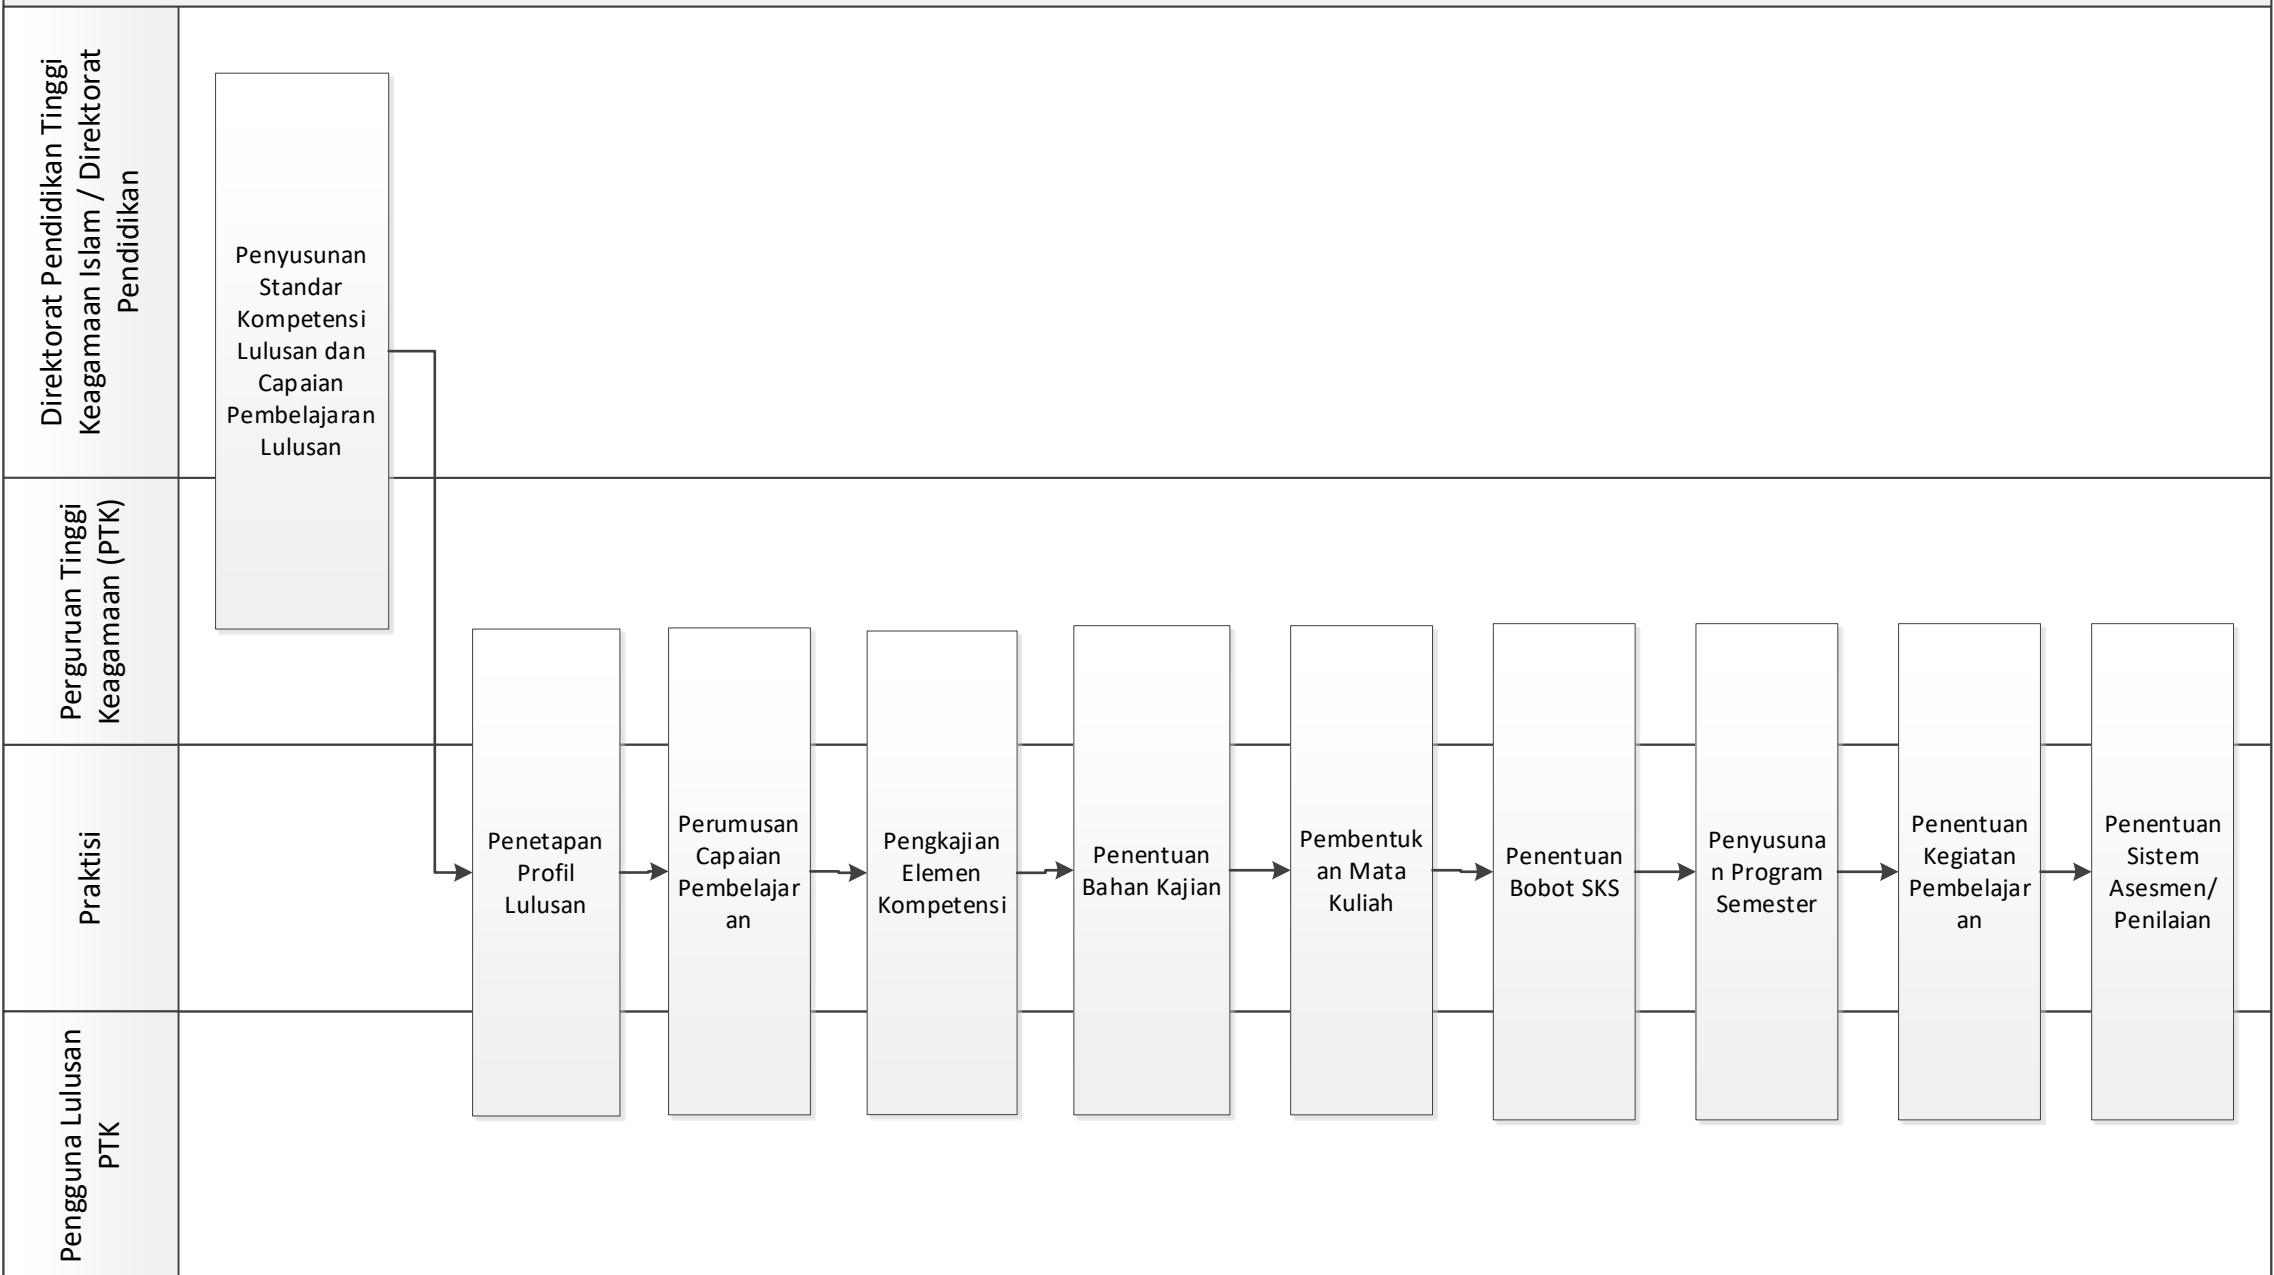 Direktorat Pendidikan Tinggi
Keagamaan Islam / Direktorat
Pendidikan
Penyusunan
Standar
Kompetensi
Lulusan dan
Capaian
Pembelajaran
Lulusan
Perguruan Tinggi
Keagamaan (PTK)
Praktisi
Penetapan
Profil
Lulusan
Perumusan
Capaian
Pembelajar
an
Pengkajian
Elemen
Kompetensi
Penentuan
Bahan Kajian
Pembentuk
an Mata
Kuliah
Penentuan
Bobot SKS
Penyusuna
n Program
Semester
Penentuan
Kegiatan
Pembelajar
an
Penentuan
Sistem
Asesmen/
Penilaian
Pengguna Lulusan
PTK